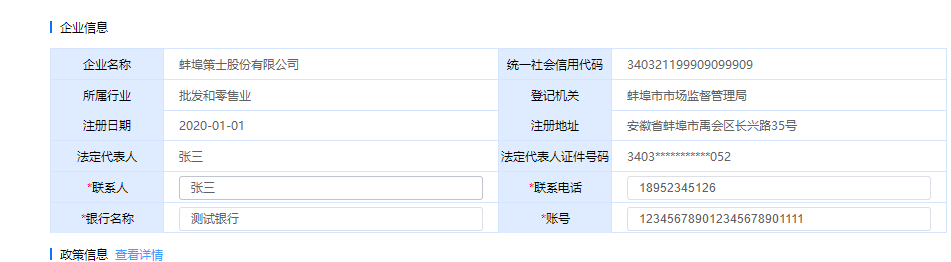 企业信息
企业名称 蚌埠策士股份有限公司 统一社会信用代码 340321199909099909
所属行业 批发和零售业 登记机关 蚌埠市市场监督管理局
注册日期 2020-01-01 注册地址 安徽省蚌埠市禹会区长兴路35号
法定代表人 张三 法定代表人证件号码 3403***********052
*联系人 张三 *联系电话 18952345126
*银行名称 测试银行 *账号 123456789012345678901111
政策信息 查看详情